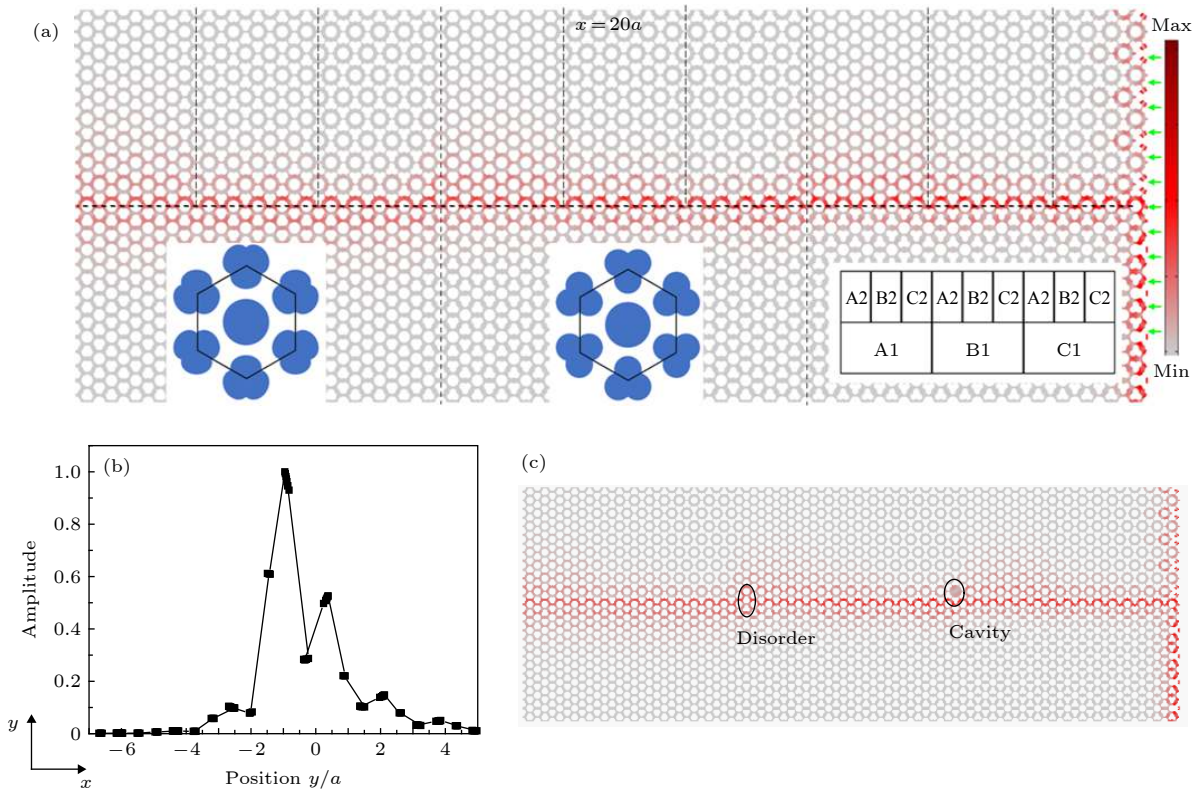 (a)
x = 20a
Max
A2 B2 C2 A2 B2 C2 A2 B2 C2
A1 B1 C1
Min
(b)
1.0
0.8
0.6
0.4
0.2
0
Amplitude
−6 −4 −2 0 2 4
Position y/a
y
x
(c)
Disorder
Cavity